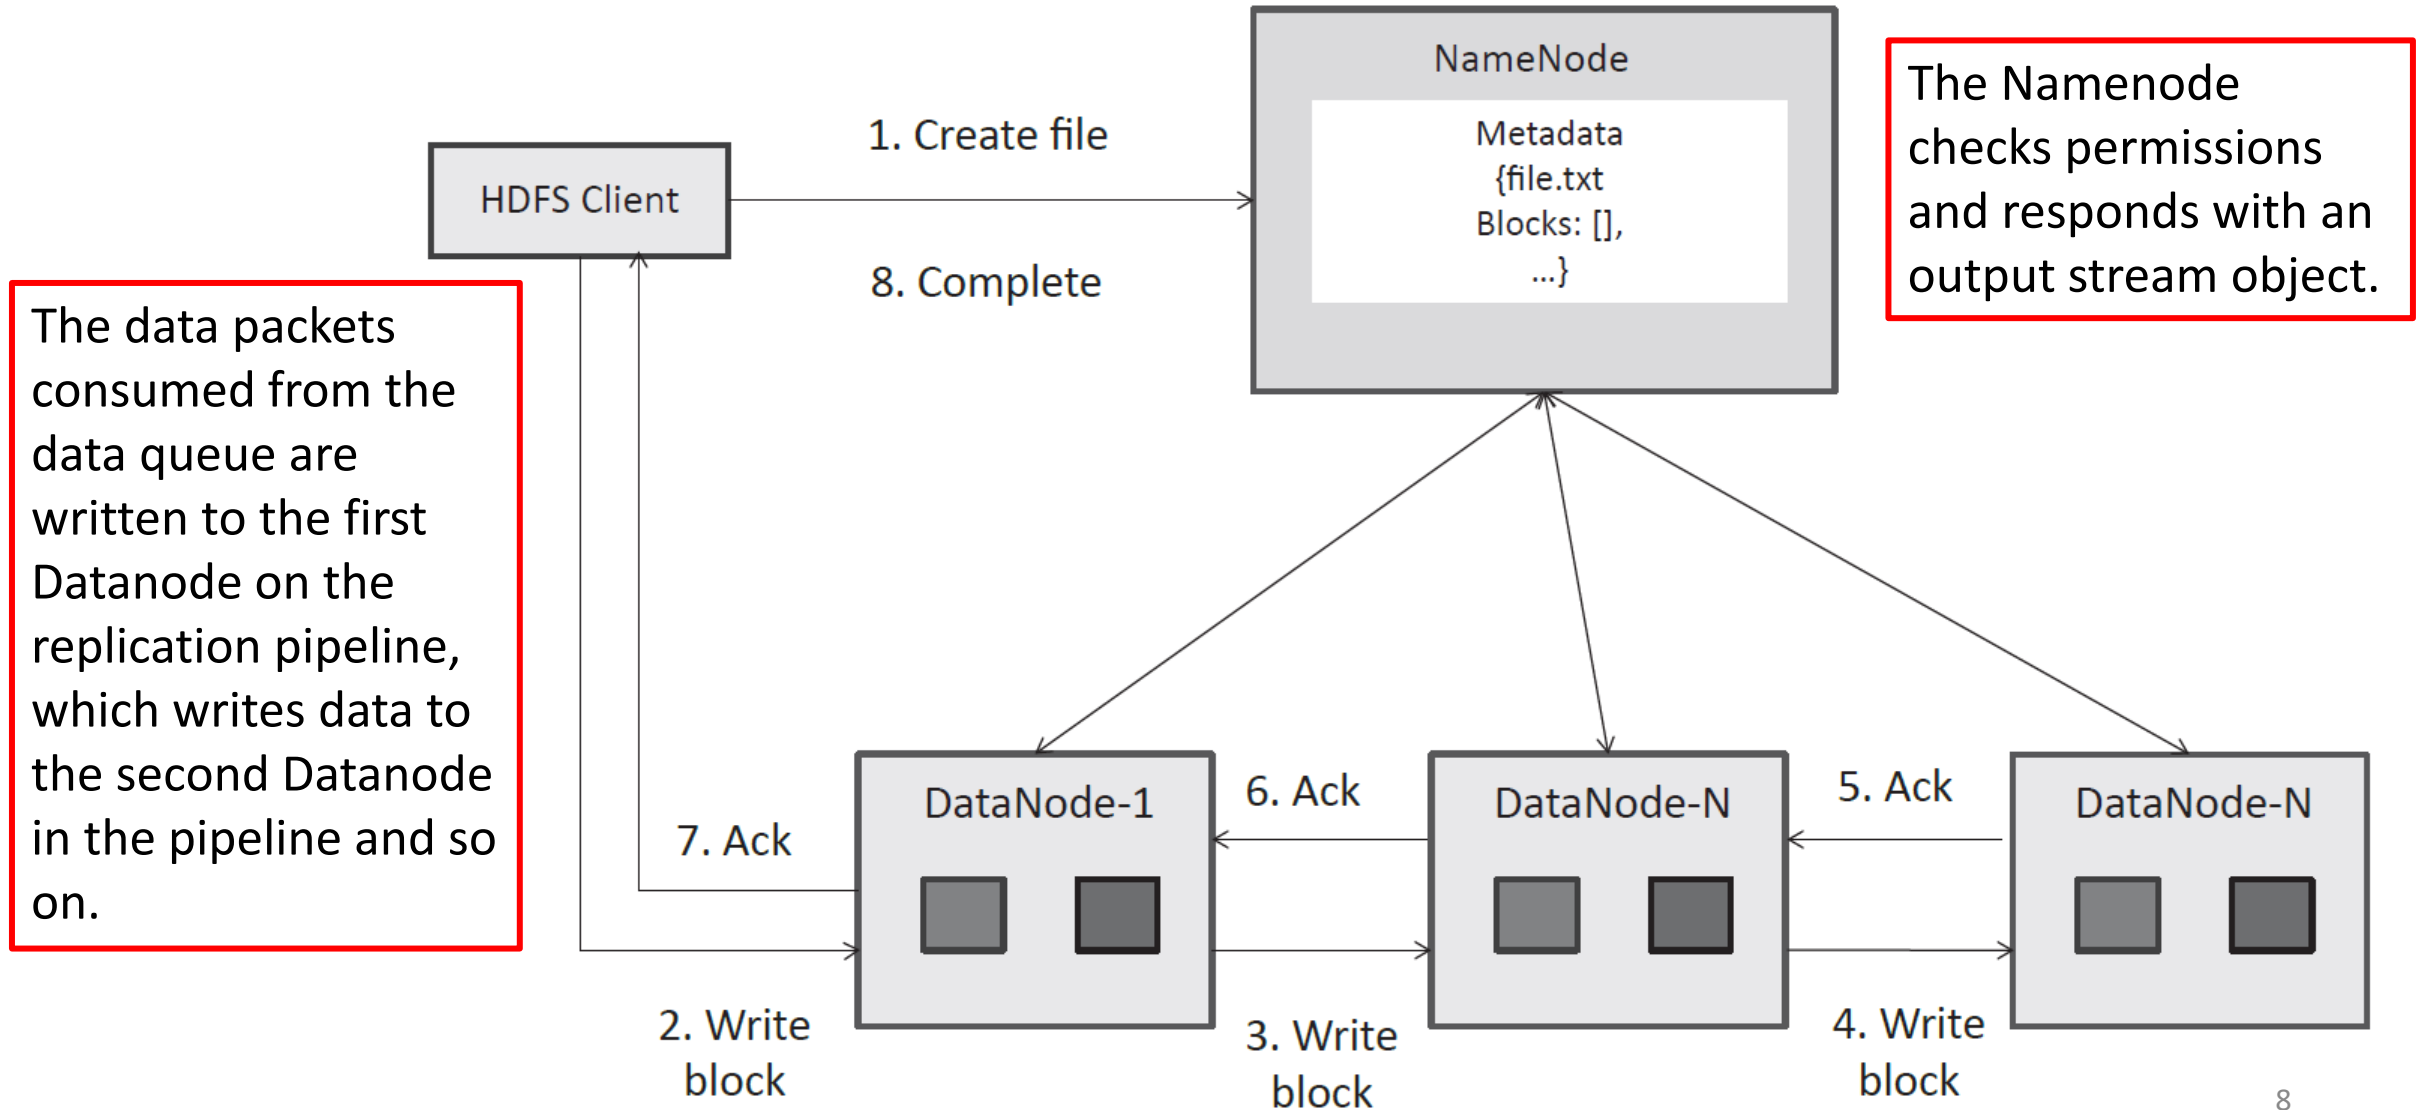 NameNode
Metadata
{file.txt
Blocks: [],
...}
The Namenode
checks permissions
and responds with an
output stream object.
1. Create file
HDFS Client
8. Complete
The data packets
consumed from the
data queue are
written to the first
Datanode on the
replication pipeline,
which writes data to
the second Datanode
in the pipeline and so
on.
7. Ack
DataNode-1
6. Ack
DataNode-N
5. Ack
DataNode-N
2. Write
block
3. Write
block
4. Write
block
8